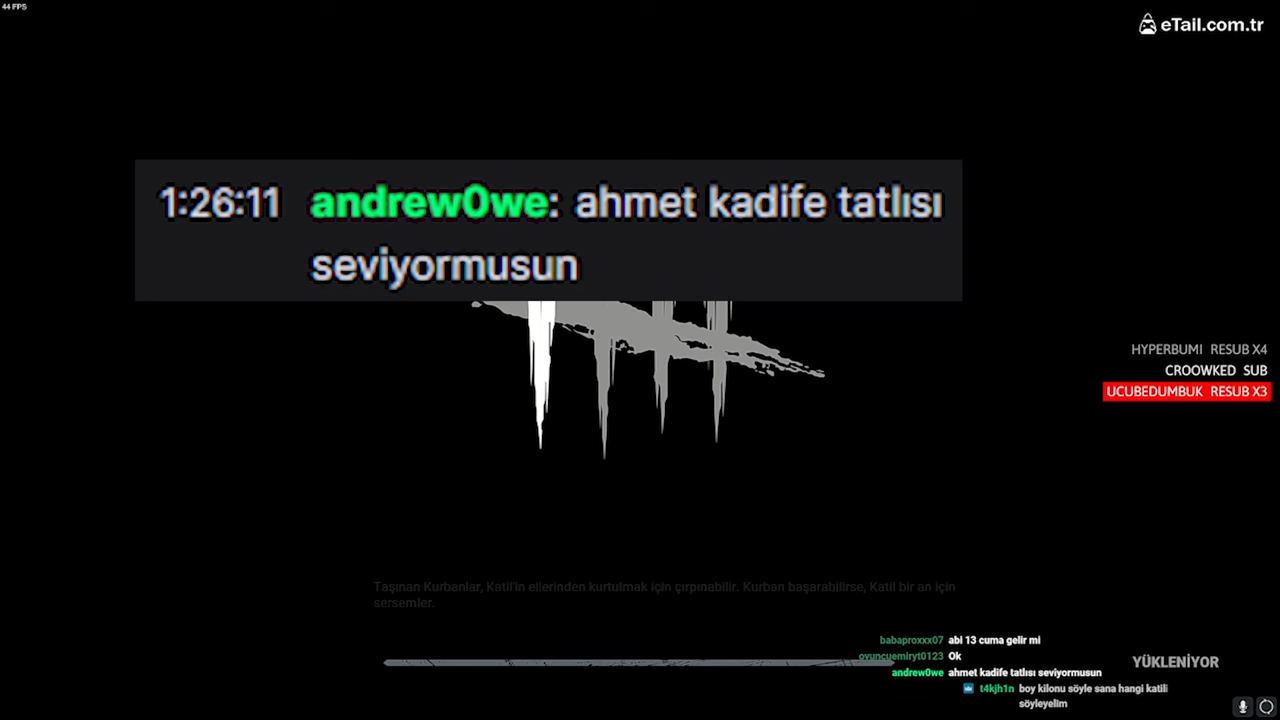 44 FPS
eTail.com.tr
1:26:11 andrew0we: ahmet kadife tatlısı
seviyormusun
HYPERBUMI RESUB X4
CROOWKED SUB
UCUBEDUMBUK RESUB X3
Taşınan Kurbanlar, Katil'in ellerinden kurtulmak için çırpınabilir. Kurban başarabilirse, Katil bir an için
sersemler.
babaproxxx07 abi 13 cuma gelir mi
oyuncuemiryt0123 Ok
andrew0we ahmet kadife tatlısı seviyormusun
t4kjh1n boy kilonu söyle sana hangi katili
söyleyelim
YÜKLENİYOR